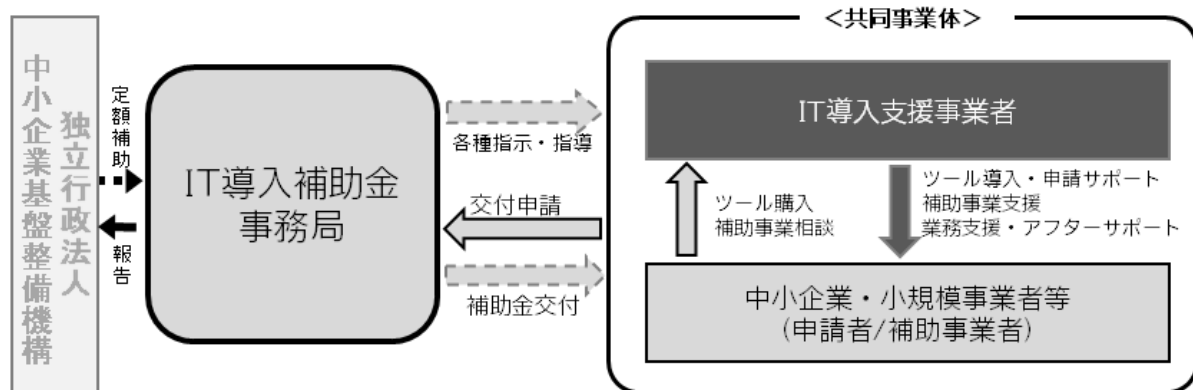 ＜共同事業体＞
独立行政法人
中小企業基盤整備機構
定額補助
報告
IT導入補助金
事務局
各種指示・指導
交付申請
補助金交付
IT導入支援事業者
ツール購入
補助事業相談
ツール導入・申請サポート
補助事業支援
業務支援・アフターサポート
中小企業・小規模事業者等
(申請者/補助事業者)